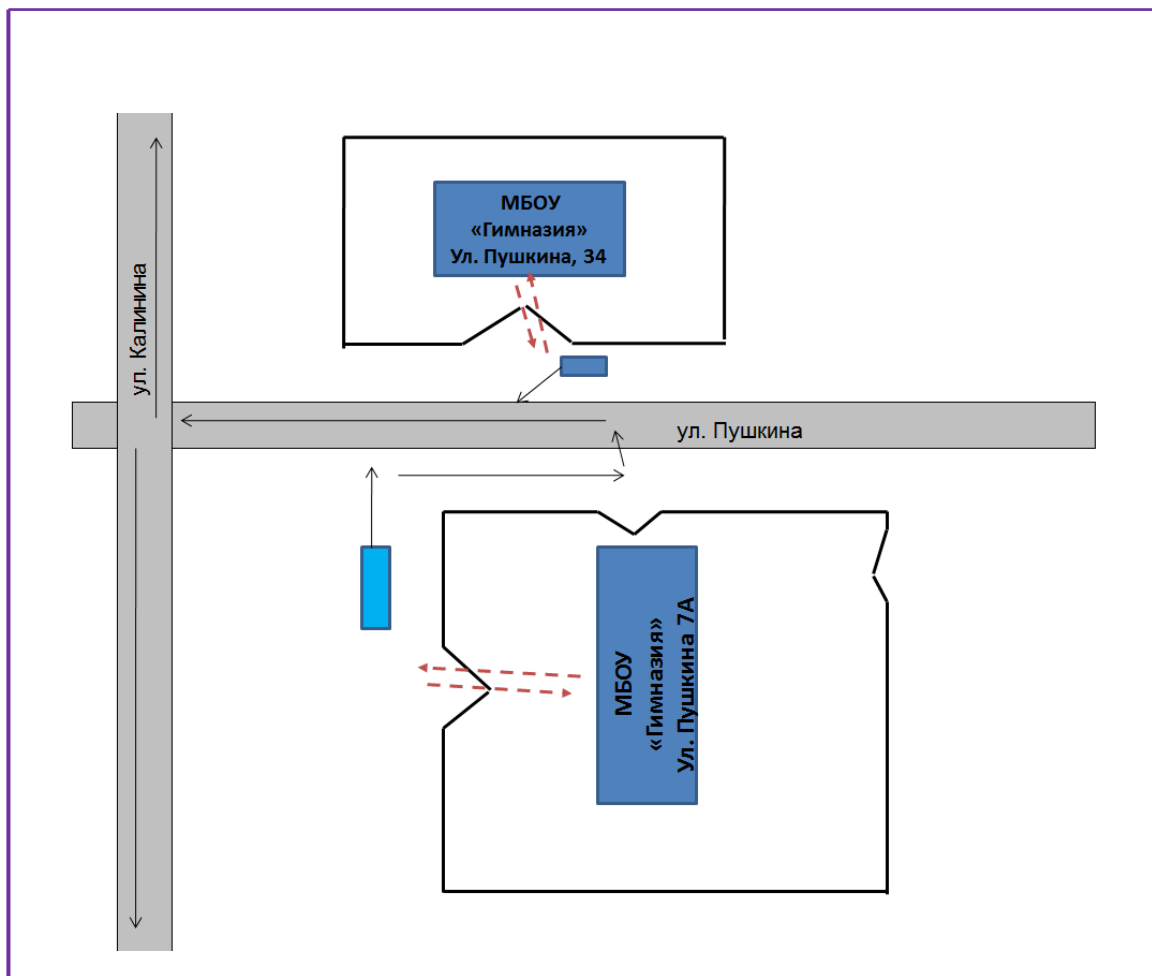 МБОУ
«Гимназия»
Ул. Пушкина, 34
ул. Калинина
ул. Пушкина
МБОУ
«Гимназия»
Ул. Пушкина 7А